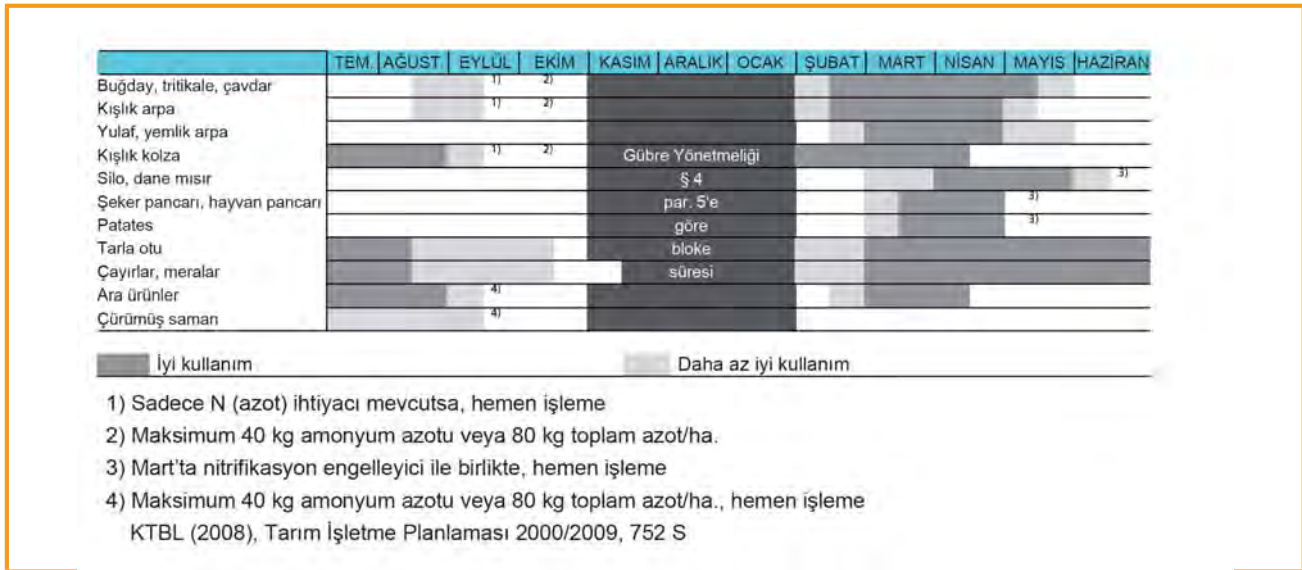 TEM. AĞUST EYLÜL EKİM KASIM ARALIK OCAK ŞUBAT MART NİSAN MAYIS HAZİRAN
Buğday, tritikale, çavdar 1) 2)
Kışlık arpa 1) 2)
Yulaf, yemlik arpa
Kışlık kolza 1) 2) Gübre Yönetmeliği
Silo, dane mısır § 4 3)
Şeker pancarı, hayvan pancarı par. 5'e 3)
Patates göre 3)
Tarla otu bloke
Çayırlar, meralar süresi
Ara ürünler 4)
Çürümüş saman 4)
İyi kullanım Daha az iyi kullanım
1) Sadece N (azot) ihtiyacı mevcutsa, hemen işleme
2) Maksimum 40 kg amonyum azotu veya 80 kg toplam azot/ha.
3) Mart'ta nitrifikasyon engelleyici ile birlikte, hemen işleme
4) Maksimum 40 kg amonyum azotu veya 80 kg toplam azot/ha., hemen işleme
KTBL (2008), Tarım İşletme Planlaması 2000/2009, 752 S